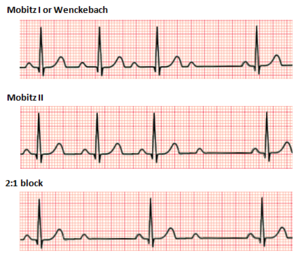 Mobitz I or Wenckebach
Mobitz II
2:1 block